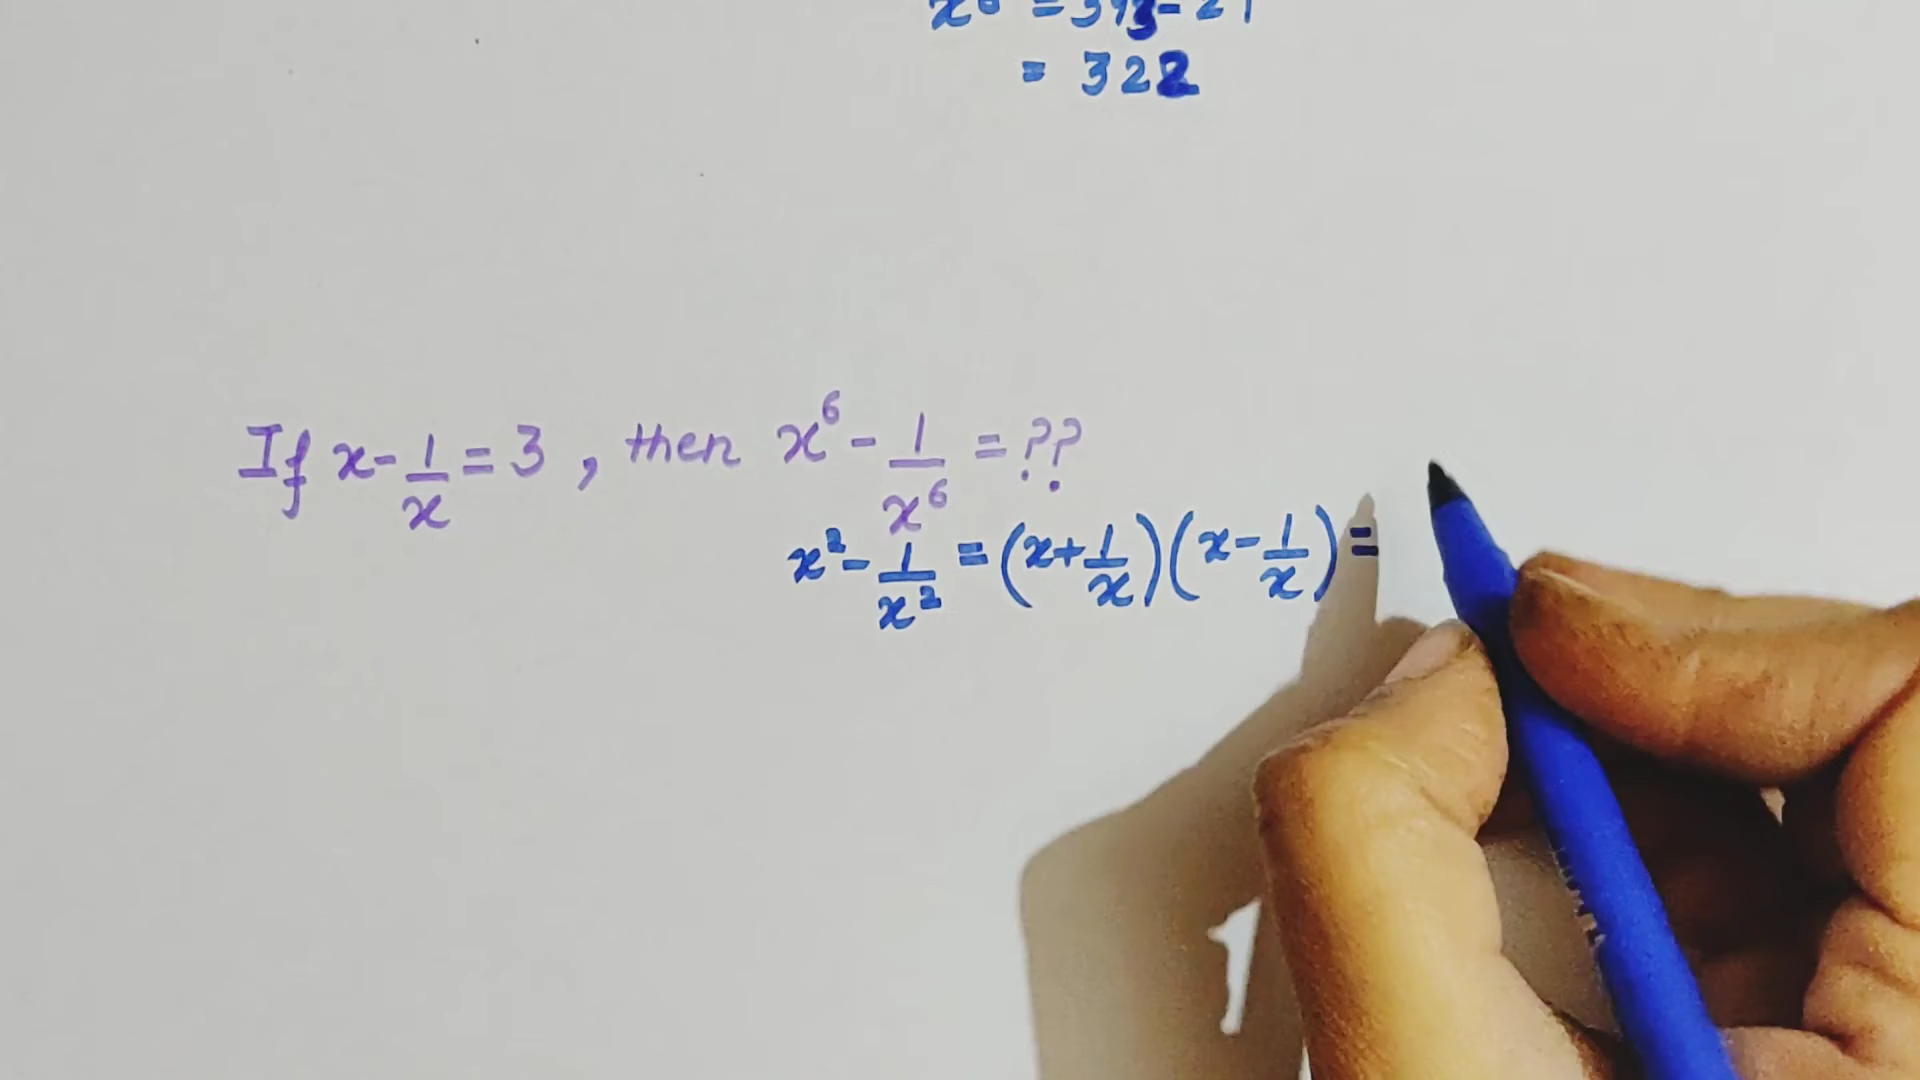 = 322
If x - 1/x = 3 , then x⁶ - 1/x⁶ = ??
x² - 1/x² = (x + 1/x)(x - 1/x) =